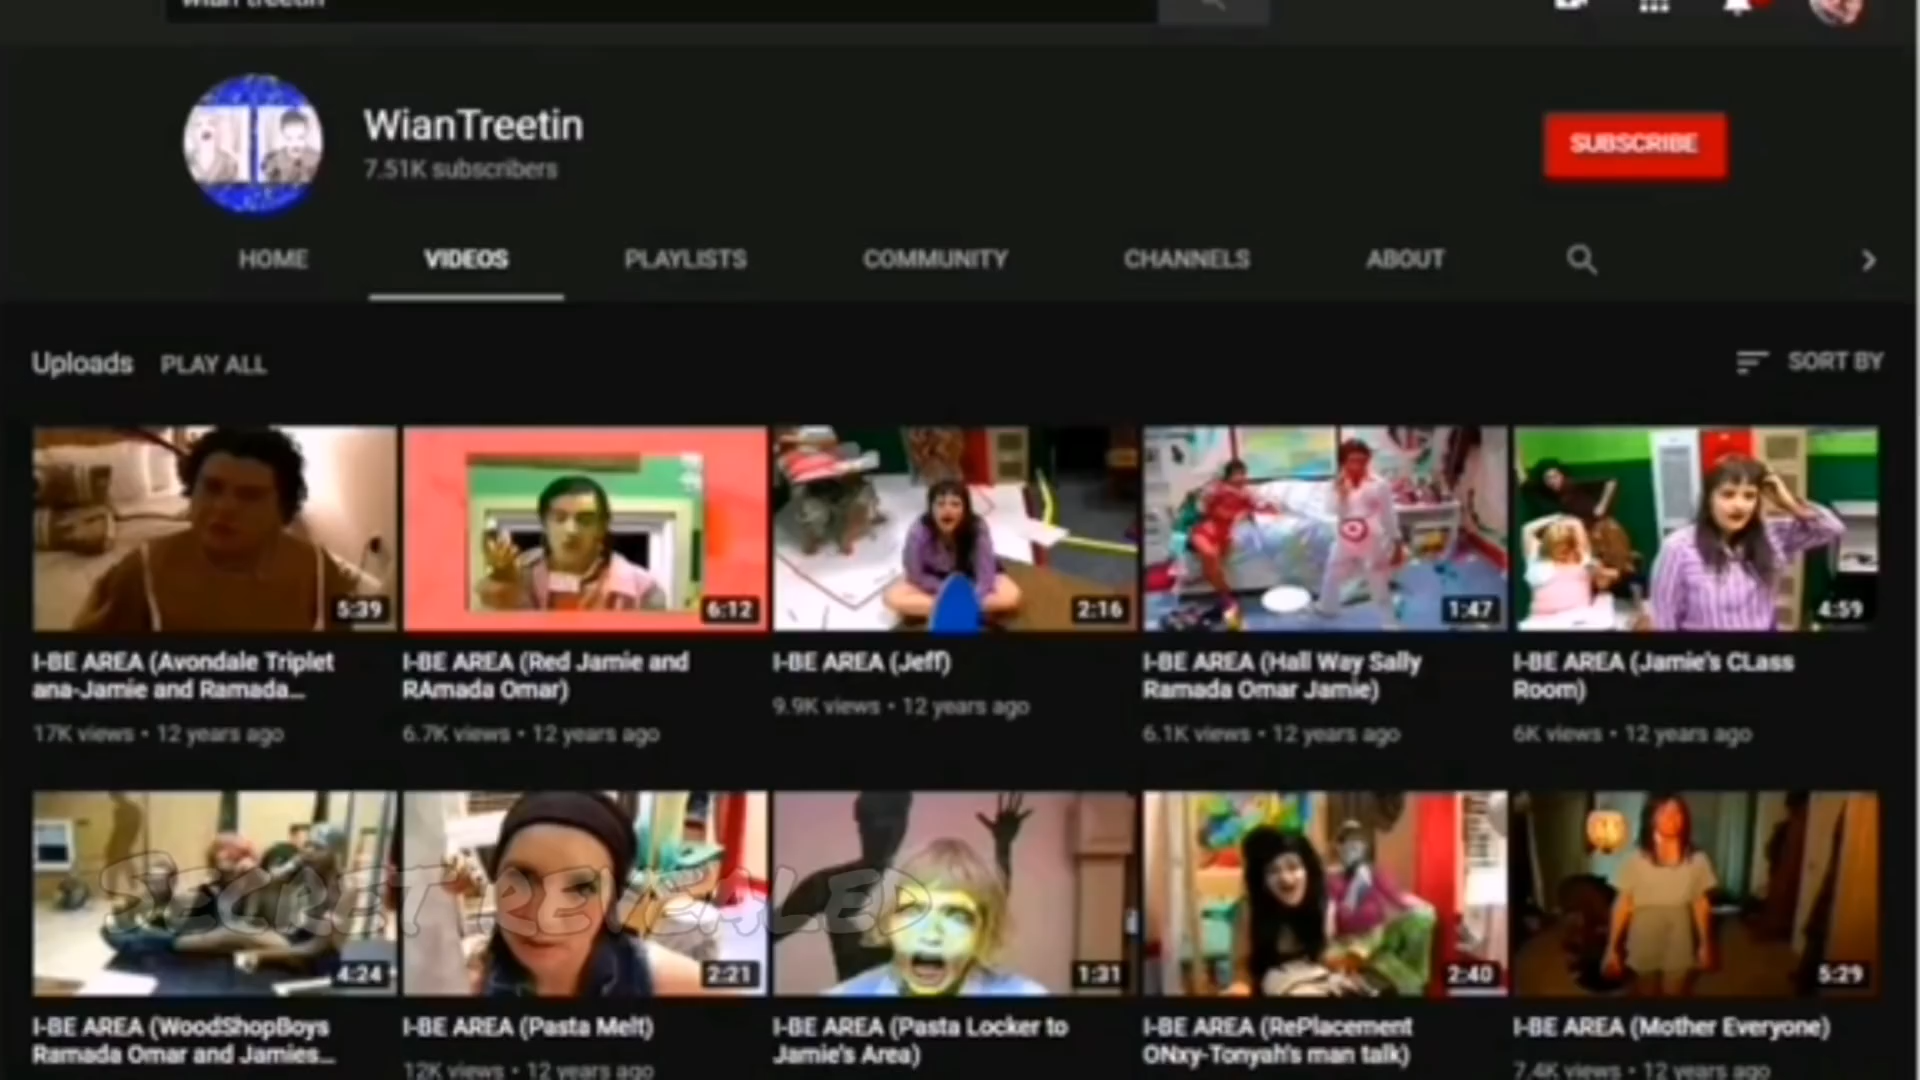 wian treetin
WianTreetin
7.51K subscribers
SUBSCRIBE
HOME VIDEOS PLAYLISTS COMMUNITY CHANNELS ABOUT
Uploads PLAY ALL SORT BY
5:39 6:12 2:16 1:47 4:59
I-BE AREA (Avondale Triplet
ana-Jamie and Ramada...
17K views • 12 years ago
I-BE AREA (Red Jamie and
RAmada Omar)
6.7K views • 12 years ago
I-BE AREA (Jeff)
9.9K views • 12 years ago
I-BE AREA (Hall Way Sally
Ramada Omar Jamie)
6.1K views • 12 years ago
I-BE AREA (Jamie's CLass
Room)
6K views • 12 years ago
SECRET REVEALED
4:24 2:21 1:31 2:40 5:29
I-BE AREA (WoodShopBoys
Ramada Omar and Jamies...
I-BE AREA (Pasta Melt)
12K views • 12 years ago
I-BE AREA (Pasta Locker to
Jamie's Area)
I-BE AREA (RePlacement
ONxy-Tonyah's man talk)
I-BE AREA (Mother Everyone)
7.4K views • 12 years ago